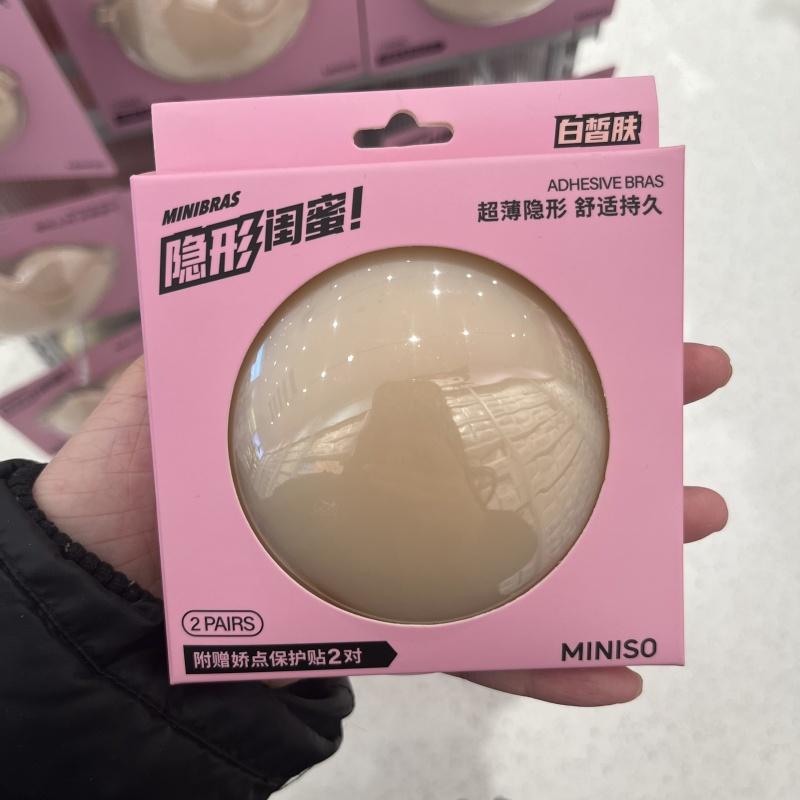 白皙肤
MINIBRAS
隐形闺蜜!
ADHESIVE BRAS
超薄隐形 舒适持久
2 PAIRS
附赠娇点保护贴2对
MINISO